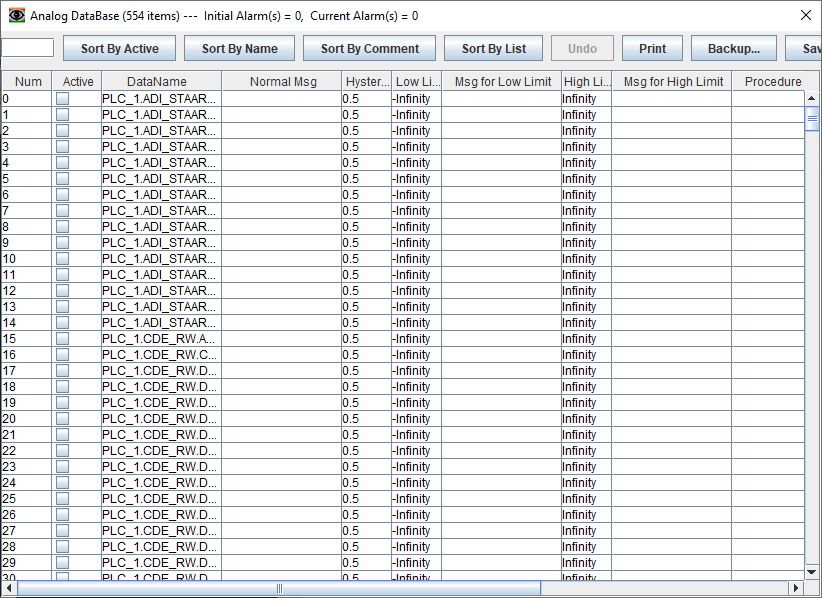 Analog DataBase (554 items) --- Initial Alarm(s) = 0, Current Alarm(s) = 0
Sort By Active Sort By Name Sort By Comment Sort By List Undo Print Backup... Sav
Num Active DataName Normal Msg Hyster... Low Li... Msg for Low Limit High Li... Msg for High Limit Procedure
0 PLC_1.ADI_STAAR... 0.5 -Infinity Infinity
1 PLC_1.ADI_STAAR... 0.5 -Infinity Infinity
2 PLC_1.ADI_STAAR... 0.5 -Infinity Infinity
3 PLC_1.ADI_STAAR... 0.5 -Infinity Infinity
4 PLC_1.ADI_STAAR... 0.5 -Infinity Infinity
5 PLC_1.ADI_STAAR... 0.5 -Infinity Infinity
6 PLC_1.ADI_STAAR... 0.5 -Infinity Infinity
7 PLC_1.ADI_STAAR... 0.5 -Infinity Infinity
8 PLC_1.ADI_STAAR... 0.5 -Infinity Infinity
9 PLC_1.ADI_STAAR... 0.5 -Infinity Infinity
10 PLC_1.ADI_STAAR... 0.5 -Infinity Infinity
11 PLC_1.ADI_STAAR... 0.5 -Infinity Infinity
12 PLC_1.ADI_STAAR... 0.5 -Infinity Infinity
13 PLC_1.ADI_STAAR... 0.5 -Infinity Infinity
14 PLC_1.ADI_STAAR... 0.5 -Infinity Infinity
15 PLC_1.CDE_RW.A... 0.5 -Infinity Infinity
16 PLC_1.CDE_RW.C... 0.5 -Infinity Infinity
17 PLC_1.CDE_RW.D... 0.5 -Infinity Infinity
18 PLC_1.CDE_RW.D... 0.5 -Infinity Infinity
19 PLC_1.CDE_RW.D... 0.5 -Infinity Infinity
20 PLC_1.CDE_RW.D... 0.5 -Infinity Infinity
21 PLC_1.CDE_RW.D... 0.5 -Infinity Infinity
22 PLC_1.CDE_RW.D... 0.5 -Infinity Infinity
23 PLC_1.CDE_RW.D... 0.5 -Infinity Infinity
24 PLC_1.CDE_RW.D... 0.5 -Infinity Infinity
25 PLC_1.CDE_RW.D... 0.5 -Infinity Infinity
26 PLC_1.CDE_RW.D... 0.5 -Infinity Infinity
27 PLC_1.CDE_RW.D... 0.5 -Infinity Infinity
28 PLC_1.CDE_RW.D... 0.5 -Infinity Infinity
29 PLC_1.CDE_RW.D... 0.5 -Infinity Infinity
30 PLC_1.CDE_RW.D... 0.5 -Infinity Infinity